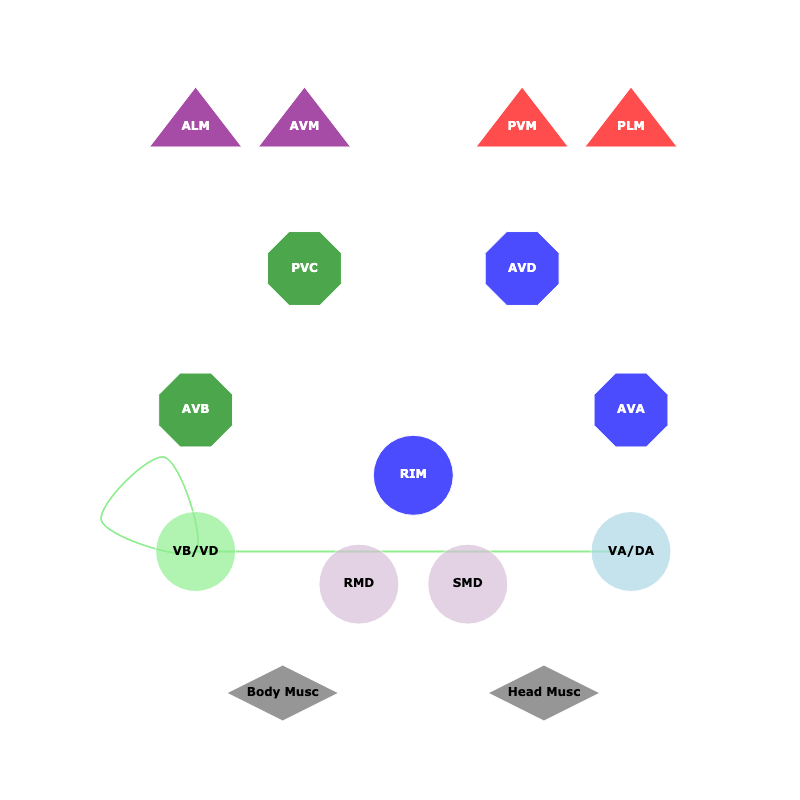 ALM
AVM
PVM
PLM
PVC
AVD
AVB
AVA
RIM
VB/VD
VA/DA
RMD
SMD
Body Musc
Head Musc